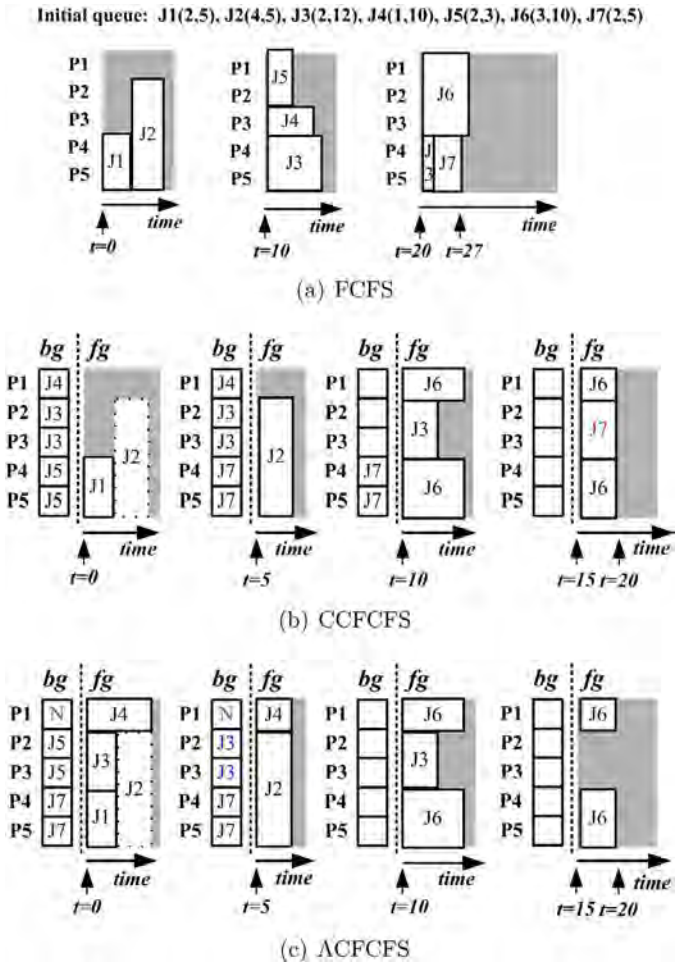 Initial queue: J1(2,5), J2(4,5), J3(2,12), J4(1,10), J5(2,3), J6(3,10), J7(2,5)
P1 P2 P3 P4 P5 J1 J2 time t=0
P1 P2 P3 P4 P5 J5 J4 J3 time t=10
P1 P2 P3 P4 P5 J6 J 3 J7 time t=20 t=27
(a) FCFS
bg fg bg fg bg fg bg fg
P1 J4 P1 J4 P1 J6 P1 J6
P2 J3 P2 J3 P2 P2
P3 J3 J2 P3 J3 J2 P3 J3 P3 J7
P4 J5 J1 P4 J7 P4 J7 J6 P4 J6
P5 J5 P5 J7 P5 J7 P5
time time time time
t=0 t=5 t=10 t=15 t=20
(b) CCFCFS
bg fg bg fg bg fg bg fg
P1 N J4 P1 N J4 P1 J6 P1 J6
P2 J5 P2 J3 P2 P2
P3 J5 J3 J2 P3 J3 J2 P3 J3 P3
P4 J7 J1 P4 J7 P4 J6 P4 J6
P5 J7 P5 J7 P5 P5
time time time time
t=0 t=5 t=10 t=15 t=20
(c) ΛCFCFS